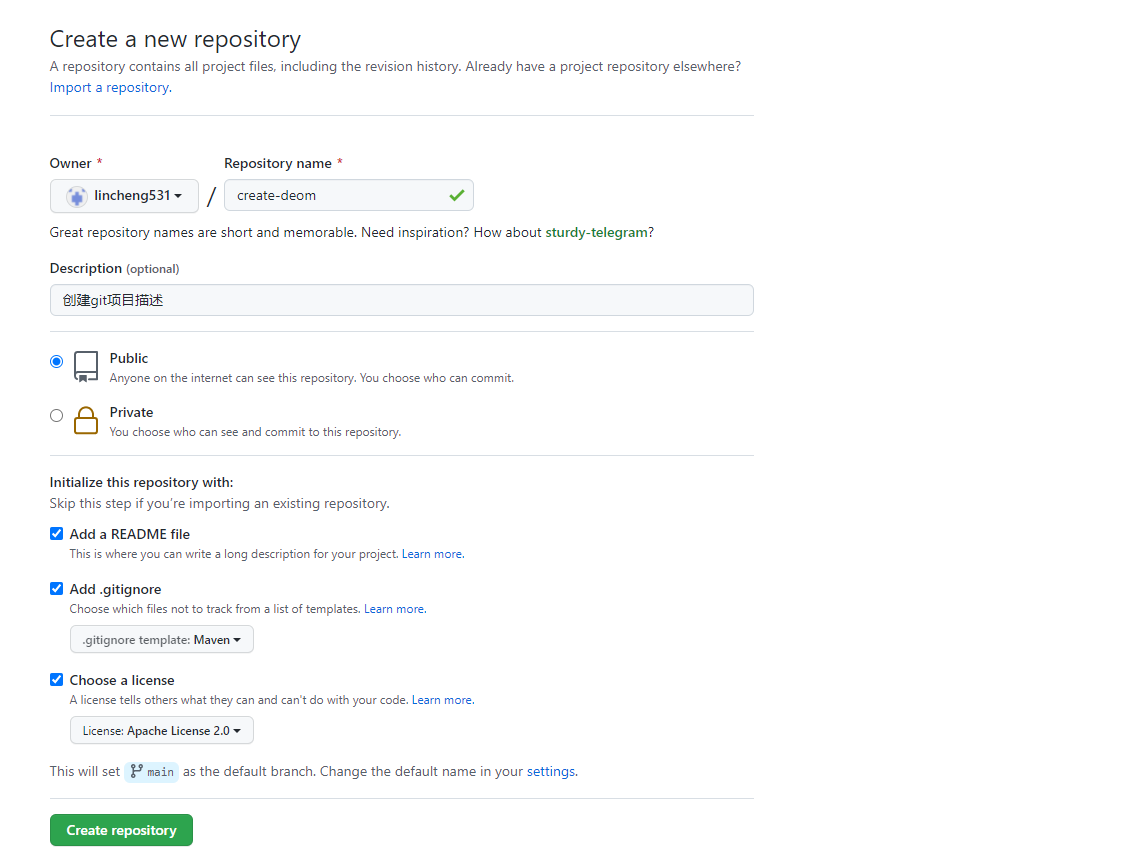 Create a new repository
A repository contains all project files, including the revision history. Already have a project repository elsewhere?
Import a repository.
Owner * Repository name *
lincheng531 / create-deom
Great repository names are short and memorable. Need inspiration? How about sturdy-telegram?
Description (optional)
创建git项目描述
Public
Anyone on the internet can see this repository. You choose who can commit.
Private
You choose who can see and commit to this repository.
Initialize this repository with:
Skip this step if you're importing an existing repository.
Add a README file
This is where you can write a long description for your project. Learn more.
Add .gitignore
Choose which files not to track from a list of templates. Learn more.
.gitignore template: Maven
Choose a license
A license tells others what they can and can't do with your code. Learn more.
License: Apache License 2.0
This will set main as the default branch. Change the default name in your settings.
Create repository